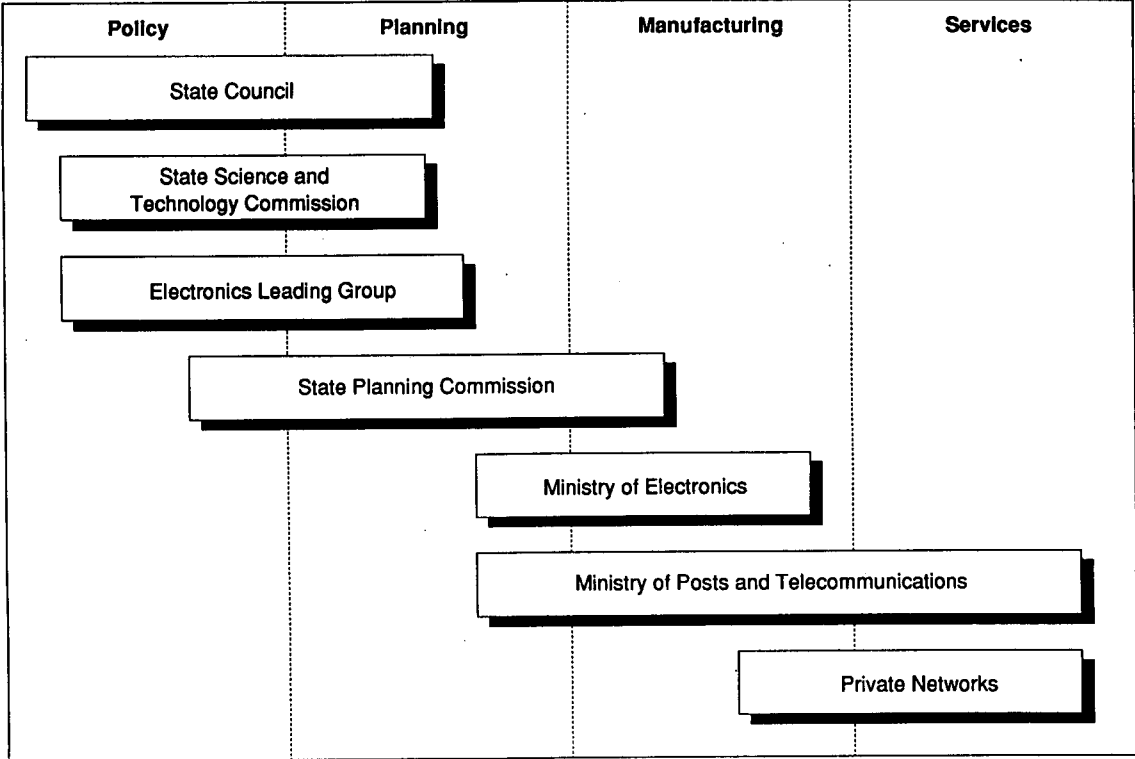 Policy Planning Manufacturing Services
State Council
State Science and
Technology Commission
Electronics Leading Group
State Planning Commission
Ministry of Electronics
Ministry of Posts and Telecommunications
Private Networks